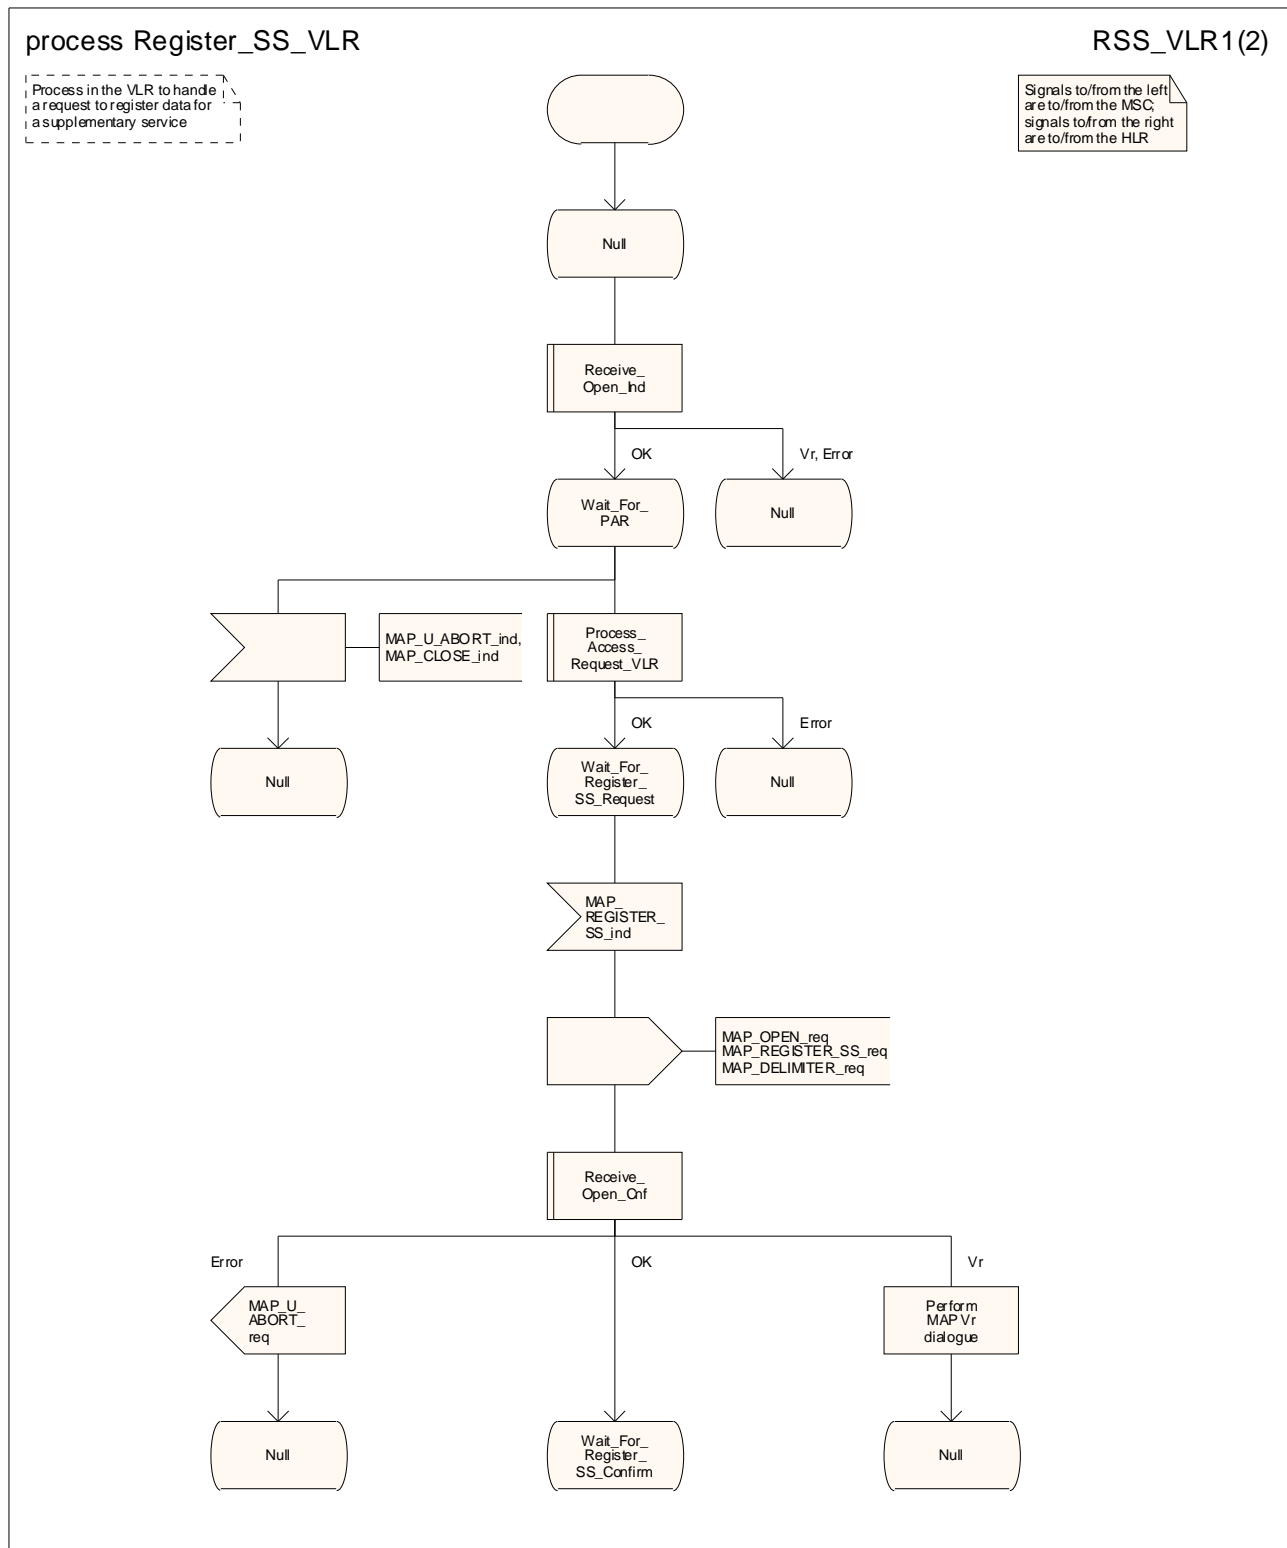 process Register_SS_VLR
RSS_VLR1(2)
Process in the VLR to handle
a request to register data for
a supplementary service
Signals to/from the left
are to/from the MSC;
signals to/from the right
are to/from the HLR
Null
Receive_
Open_Ind
OK
Vr, Error
Wait_For_
PAR
Null
MAP_U_ABORT_ind,
MAP_CLOSE_ind
Process_
Access_
Request_VLR
OK
Error
Null
Wait_For_
Register_
SS_Request
Null
MAP_
REGISTER_
SS_ind
MAP_OPEN_req
MAP_REGISTER_SS_req
MAP_DELIMITER_req
Receive_
Open_Cnf
Error
OK
Vr
MAP_U_
ABORT_
req
Perform
MAP Vr
dialogue
Null
Wait_For_
Register_
SS_Confirm
Null